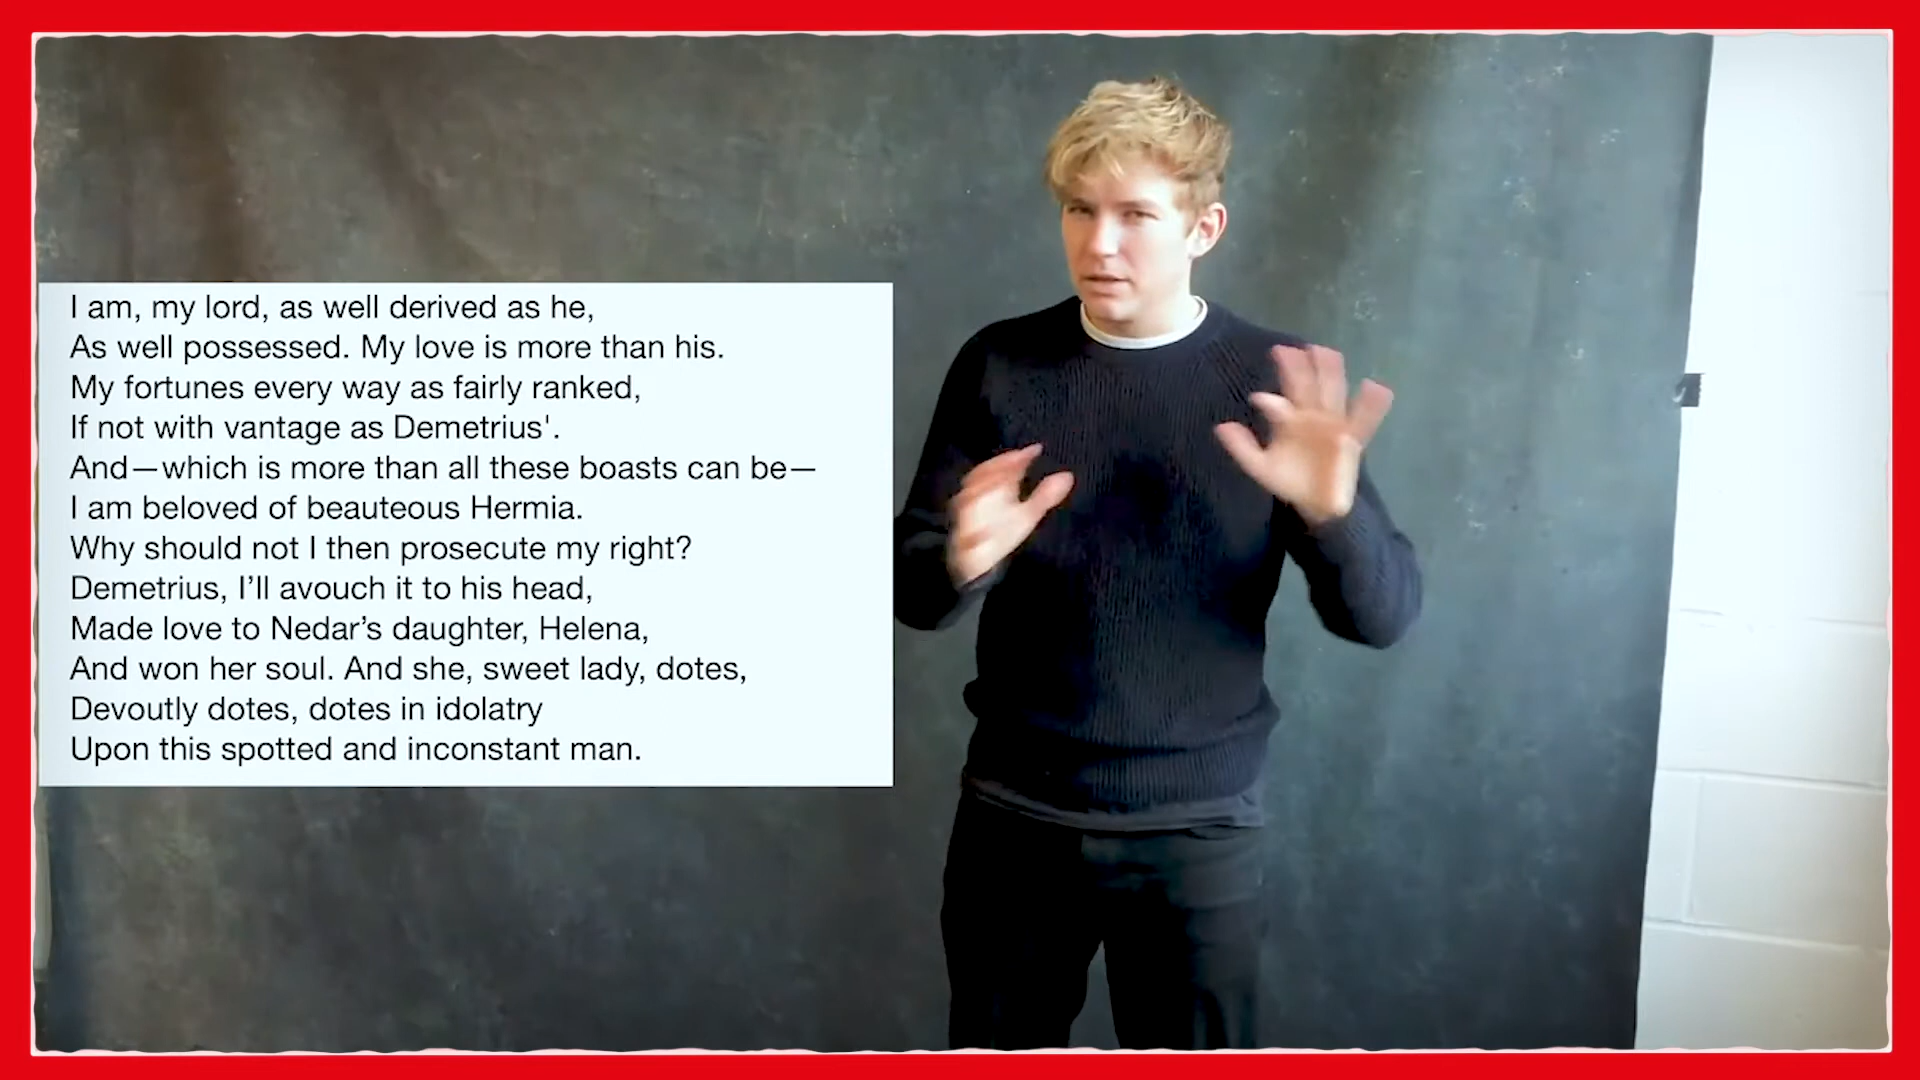 I am, my lord, as well derived as he,
As well possessed. My love is more than his.
My fortunes every way as fairly ranked,
If not with vantage as Demetrius'.
And—which is more than all these boasts can be—
I am beloved of beauteous Hermia.
Why should not I then prosecute my right?
Demetrius, I’ll avouch it to his head,
Made love to Nedar’s daughter, Helena,
And won her soul. And she, sweet lady, dotes,
Devoutly dotes, dotes in idolatry
Upon this spotted and inconstant man.